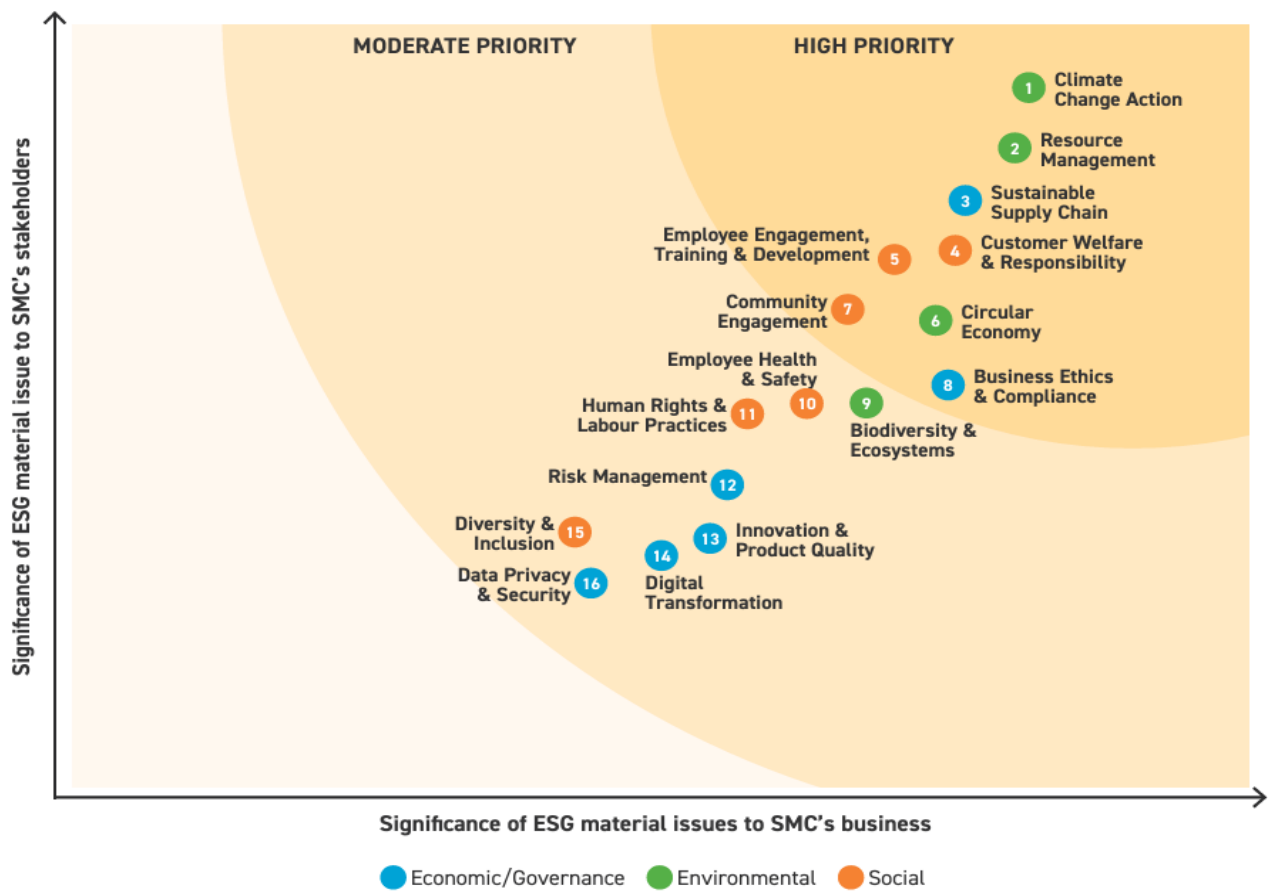 MODERATE PRIORITY
HIGH PRIORITY
Significance of ESG material issue to SMC's stakeholders
1
Climate
Change Action
2
Resource
Management
3
Sustainable
Supply Chain
4
Customer Welfare
& Responsibility
Employee Engagement,
Training & Development
5
Community
Engagement
7
6
Circular
Economy
Employee Health
& Safety
10
8
Business Ethics
& Compliance
9
Biodiversity &
Ecosystems
Human Rights &
Labour Practices
11
Risk Management
12
Diversity &
Inclusion
15
13
Innovation &
Product Quality
14
Digital
Transformation
Data Privacy
& Security
16
Significance of ESG material issues to SMC's business
Economic/Governance
Environmental
Social